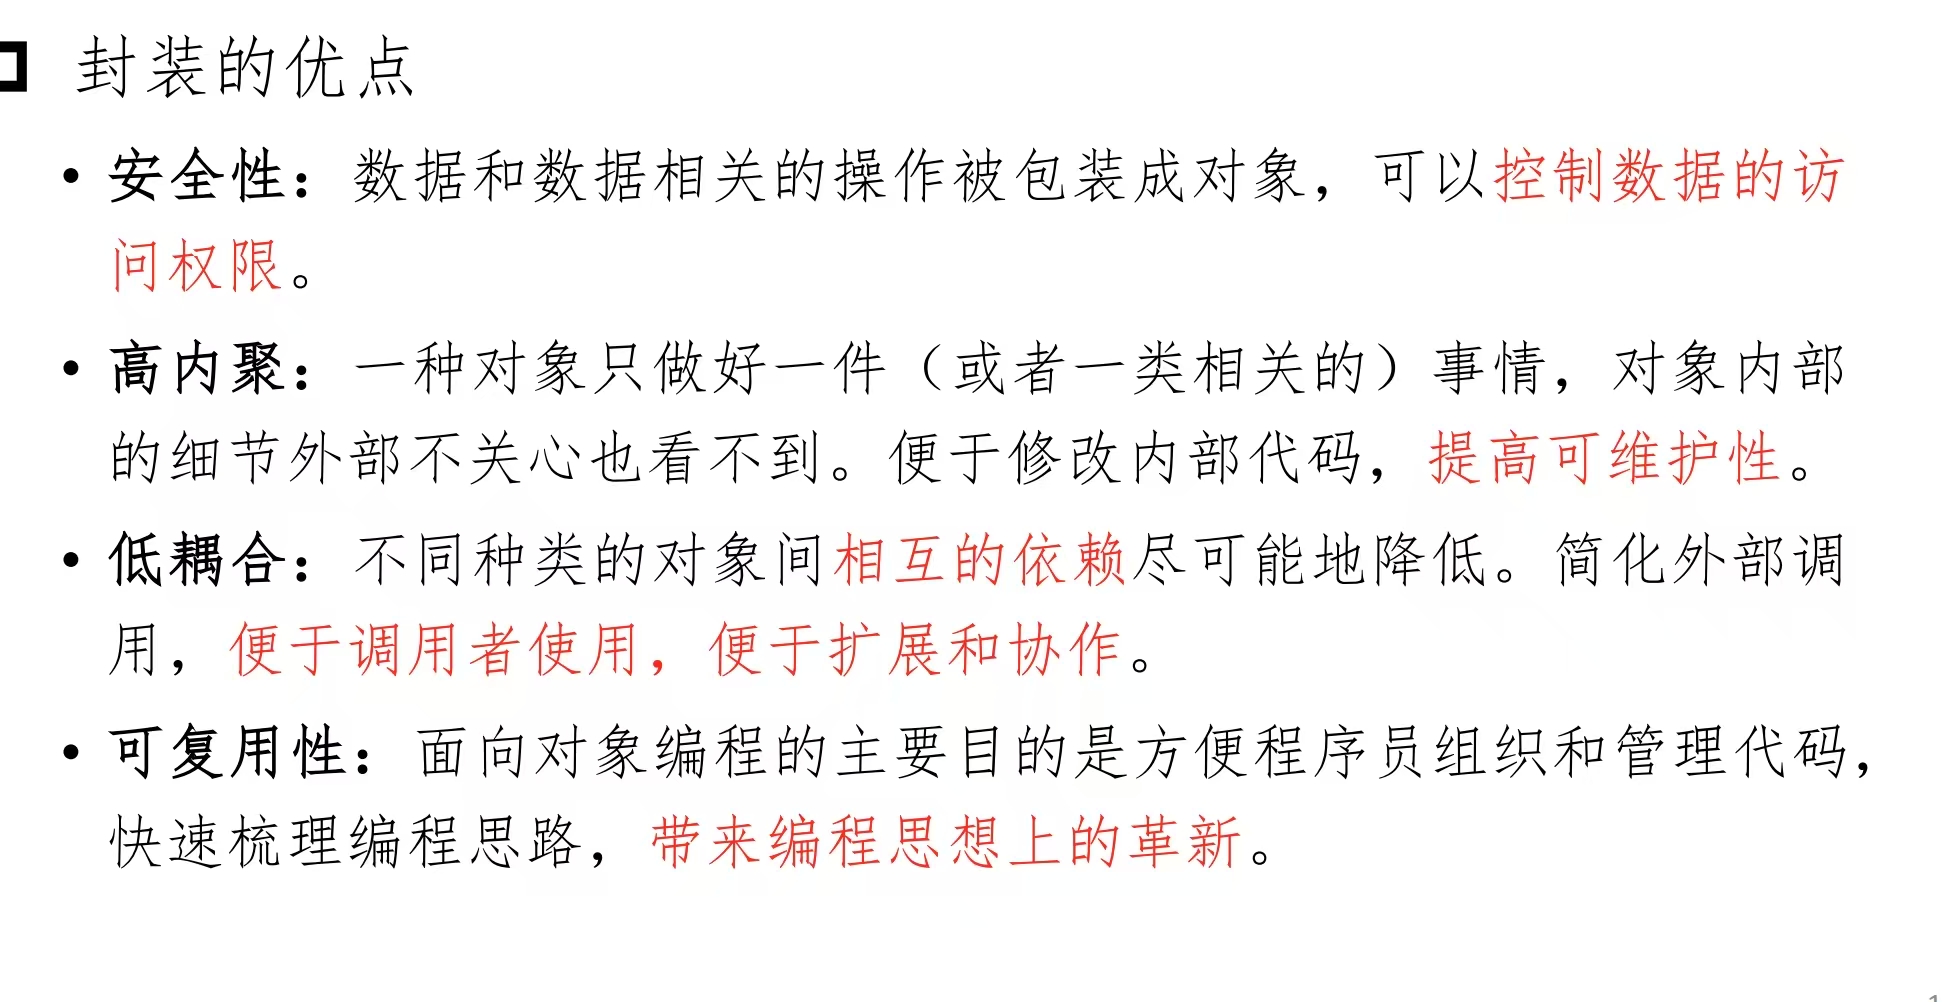 封装的优点
• 安全性：数据和数据相关的操作被包装成对象，可以控制数据的访
问权限。
• 高内聚：一种对象只做好一件（或者一类相关的）事情，对象内部
的细节外部不关心也看不到。便于修改内部代码，提高可维护性。
• 低耦合：不同种类的对象间相互的依赖尽可能地降低。简化外部调
用，便于调用者使用，便于扩展和协作。
• 可复用性：面向对象编程的主要目的是方便程序员组织和管理代码，
快速梳理编程思路，带来编程思想上的革新。